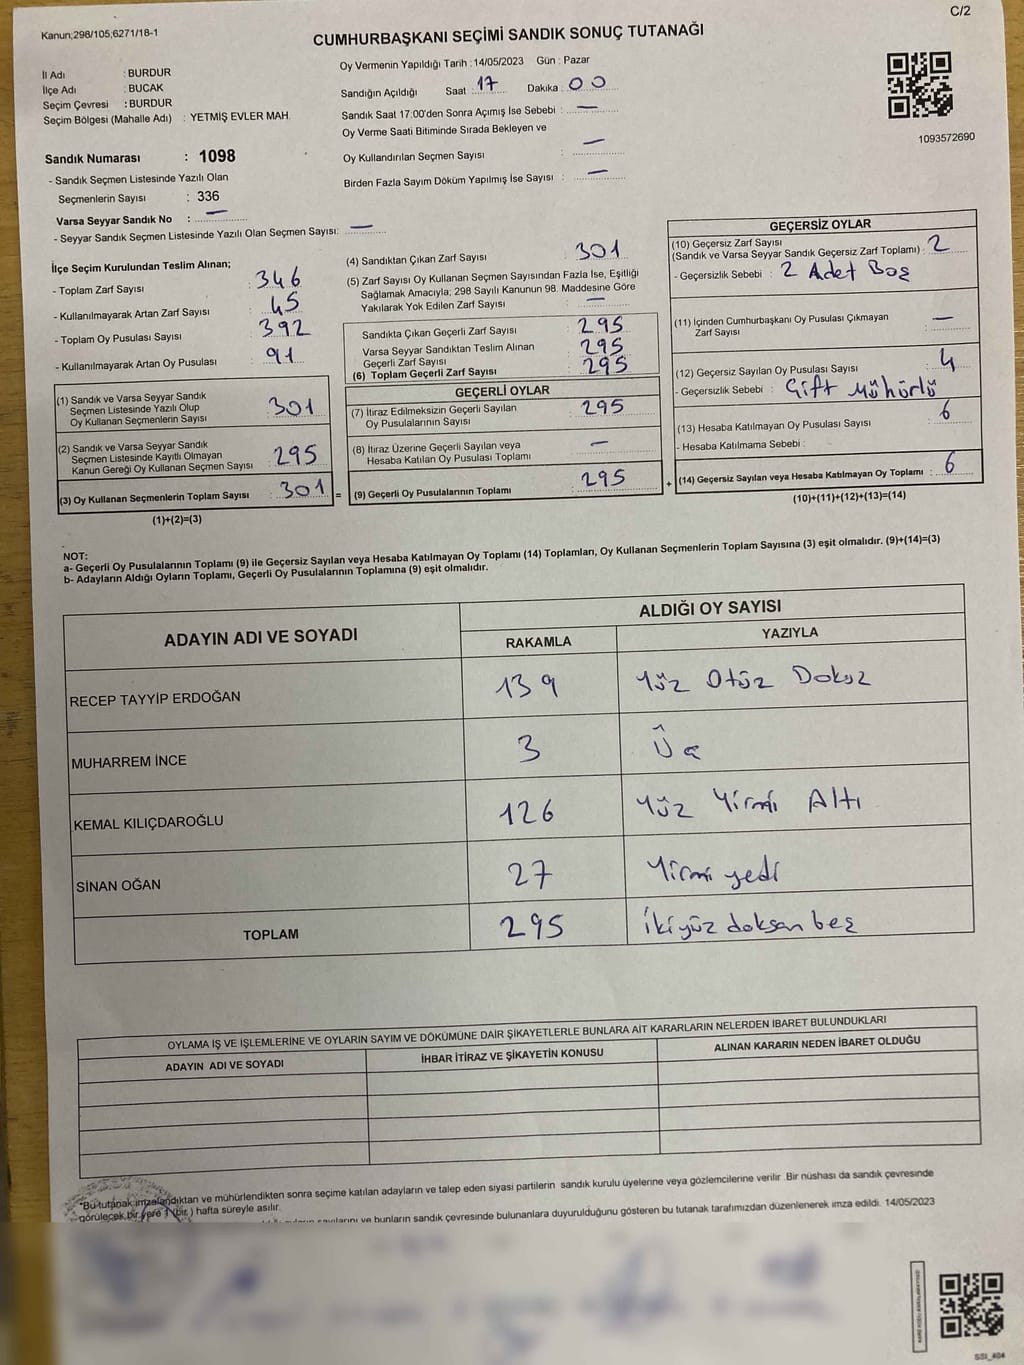 C/2
Kanun;298/105;6271/18-1
CUMHURBAŞKANI SEÇİMİ SANDIK SONUÇ TUTANAĞI
İl Adı : BURDUR
İlçe Adı : BUCAK
Seçim Çevresi : BURDUR
Seçim Bölgesi (Mahalle Adı) : YETMİŞ EVLER MAH.
Sandık Numarası : 1098
- Sandık Seçmen Listesinde Yazılı Olan
Seçmenlerin Sayısı : 336
Varsa Seyyar Sandık No : —
- Seyyar Sandık Seçmen Listesinde Yazılı Olan Seçmen Sayısı: —
Oy Vermenin Yapıldığı Tarih : 14/05/2023 Gün : Pazar
Sandığın Açıldığı Saat : 17 Dakika : 00
Sandık Saat 17:00'den Sonra Açımış İse Sebebi : —
Oy Verme Saati Bitiminde Sırada Bekleyen ve
Oy Kullandırılan Seçmen Sayısı : —
Birden Fazla Sayım Döküm Yapılmış İse Sayısı : —
1093572690
İlçe Seçim Kurulundan Teslim Alınan;
- Toplam Zarf Sayısı : 346
- Kullanılmayarak Artan Zarf Sayısı : 45
- Toplam Oy Pusulası Sayısı : 392
- Kullanılmayarak Artan Oy Pusulası : 91
(1) Sandık ve Varsa Seyyar Sandık
Seçmen Listesinde Yazılı Olup
Oy Kullanan Seçmenlerin Sayısı : 301
(2) Sandık ve Varsa Seyyar Sandık
Seçmen Listesinde Kayıtlı Olmayan
Kanun Gereği Oy Kullanan Seçmen Sayısı : 295
(3) Oy Kullanan Seçmenlerin Toplam Sayısı : 301 =
(1)+(2)=(3)
(4) Sandıktan Çıkan Zarf Sayısı : 301
(5) Zarf Sayısı Oy Kullanan Seçmen Sayısından Fazla İse, Eşitliği
Sağlamak Amacıyla; 298 Sayılı Kanunun 98. Maddesine Göre
Yakılarak Yok Edilen Zarf Sayısı : —
Sandıkta Çıkan Geçerli Zarf Sayısı : 295
Varsa Seyyar Sandıktan Teslim Alınan
Geçerli Zarf Sayısı : 295
(6) Toplam Geçerli Zarf Sayısı : 295
GEÇERLİ OYLAR
(7) İtiraz Edilmeksizin Geçerli Sayılan
Oy Pusulalarının Sayısı : 295
(8) İtiraz Üzerine Geçerli Sayılan veya
Hesaba Katılan Oy Pusulası Toplamı : —
(9) Geçerli Oy Pusulalarının Toplamı : 295 +
GEÇERSİZ OYLAR
(10) Geçersiz Zarf Sayısı
(Sandık ve Varsa Seyyar Sandık Geçersiz Zarf Toplamı) : 2
- Geçersizlik Sebebi : 2 Adet Boş
(11) İçinden Cumhurbaşkanı Oy Pusulası Çıkmayan
Zarf Sayısı : —
(12) Geçersiz Sayılan Oy Pusulası Sayısı : 4
- Geçersizlik Sebebi : Çift Mühürlü
(13) Hesaba Katılmayan Oy Pusulası Sayısı : 6
- Hesaba Katılmama Sebebi :
(14) Geçersiz Sayılan veya Hesaba Katılmayan Oy Toplamı : 6
(10)+(11)+(12)+(13)=(14)
NOT:
a- Geçerli Oy Pusulalarının Toplamı (9) ile Geçersiz Sayılan veya Hesaba Katılmayan Oy Toplamı (14) Toplamları, Oy Kullanan Seçmenlerin Toplam Sayısına (3) eşit olmalıdır. (9)+(14)=(3)
b- Adayların Aldığı Oyların Toplamı, Geçerli Oy Pusulalarının Toplamına (9) eşit olmalıdır.
ADAYIN ADI VE SOYADI
ALDIĞI OY SAYISI
RAKAMLA YAZIYLA
RECEP TAYYİP ERDOĞAN 139 Yüz Otüz Dokuz
MUHARREM İNCE 3 Üç
KEMAL KILIÇDAROĞLU 126 Yüz Yirmi Altı
SİNAN OĞAN 27 Yirmi yedi
TOPLAM 295 İkiyüz doksan beş
OYLAMA İŞ VE İŞLEMLERİNE VE OYLARIN SAYIM VE DÖKÜMÜNE DAİR ŞİKAYETLERLE BUNLARA AİT KARARLARIN NELERDEN İBARET BULUNDUKLARI
ADAYIN ADI VE SOYADI İHBAR İTİRAZ VE ŞİKAYETİN KONUSU ALINAN KARARIN NEDEN İBARET OLDUĞU
*Bu tutanak imzalandıktan ve mühürlendikten sonra seçime katılan adayların ve talep eden siyasi partilerin sandık kurulu üyelerine veya gözlemcilerine verilir. Bir nüshası da sandık çevresinde
görülecek bir yere 1 (bir ) hafta süreyle asılır.
ve bunların sandık çevresinde bulunanlara duyurulduğunu gösteren bu tutanak tarafımızdan düzenlenerek imza edildi. 14/05/2023
SSI_404